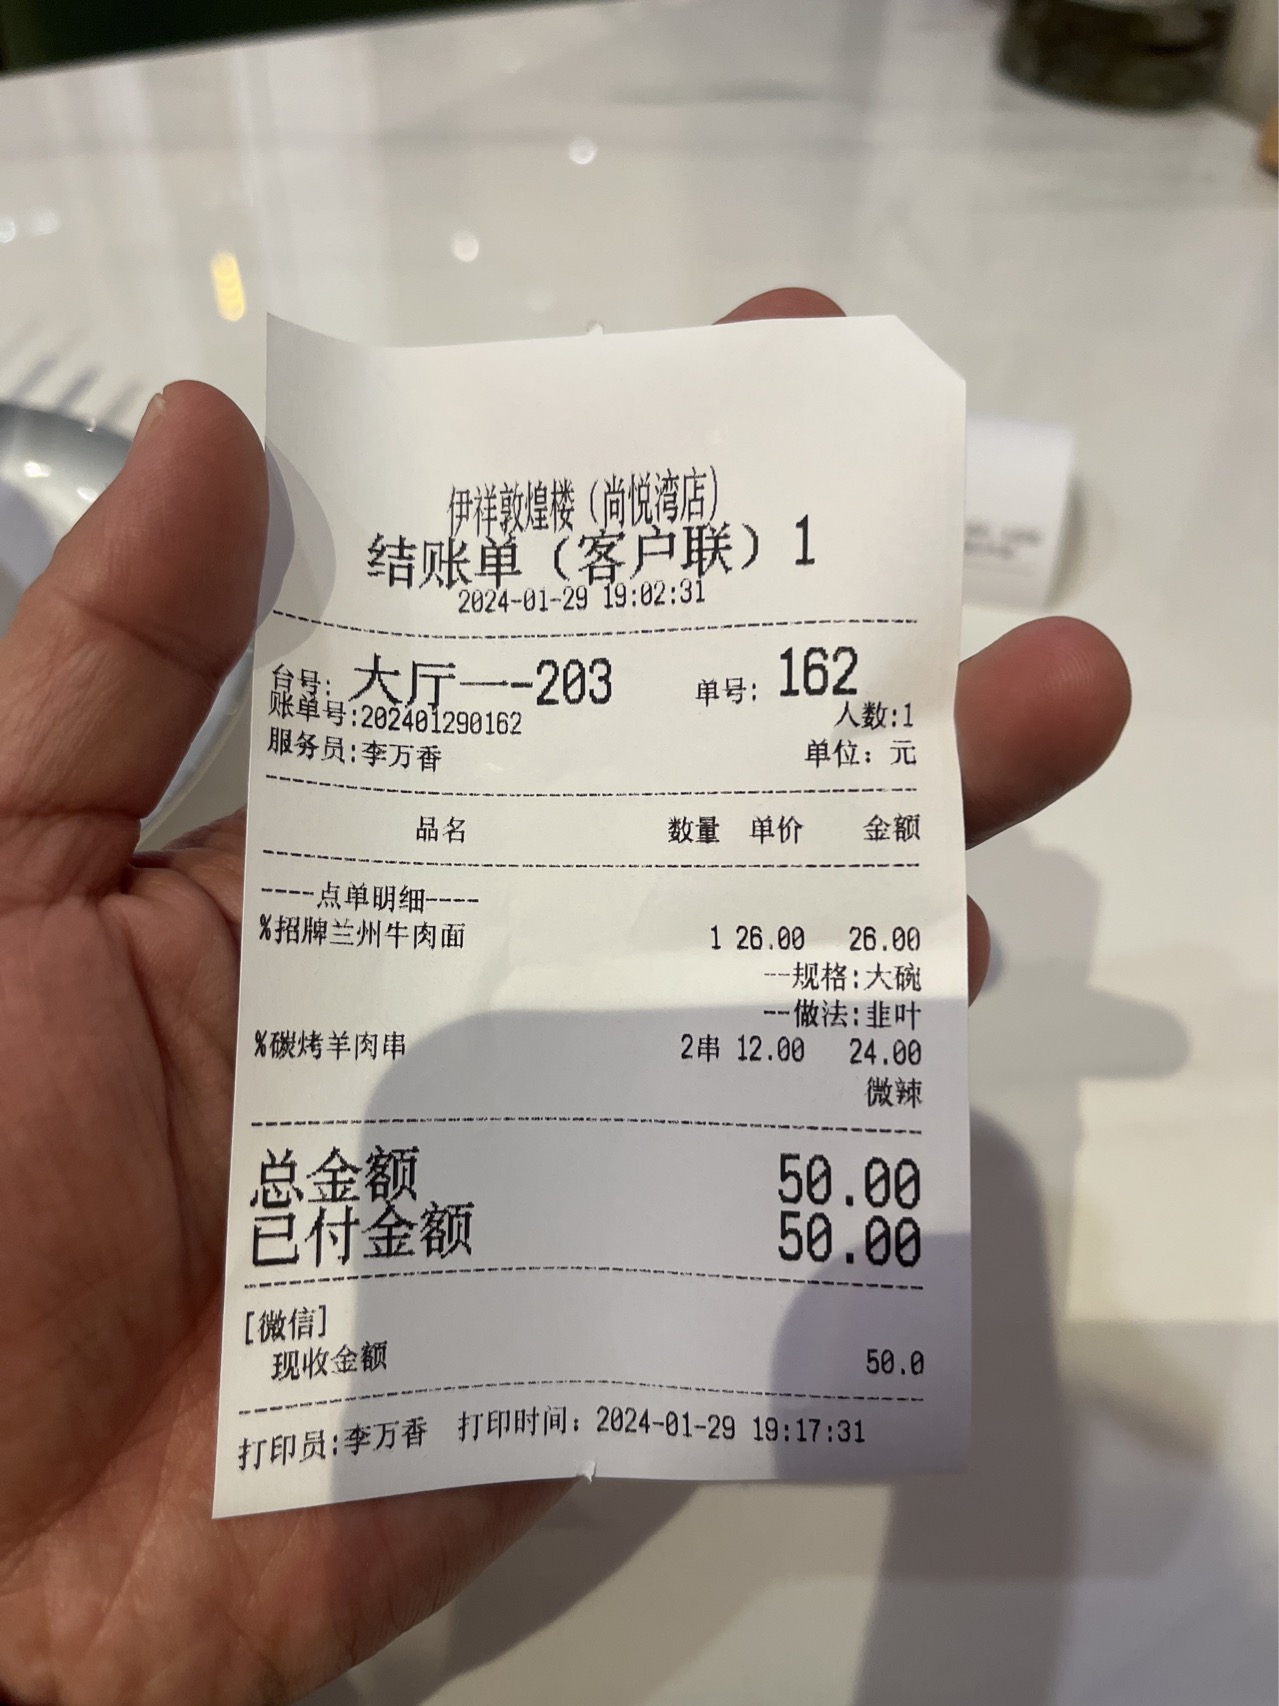 伊祥敦煌楼（尚悦湾店）
结账单（客户联）1
2024-01-29 19:02:31
台号：大厅一--203 单号：162
账单号:202401290162 人数:1
服务员:李万香 单位：元
品名 数量 单价 金额
----点单明细----
%招牌兰州牛肉面 1 26.00 26.00
--规格:大碗
--做法:韭叶
%碳烤羊肉串 2串 12.00 24.00
微辣
总金额 50.00
已付金额 50.00
[微信]
现收金额 50.0
打印员:李万香 打印时间：2024-01-29 19:17:31